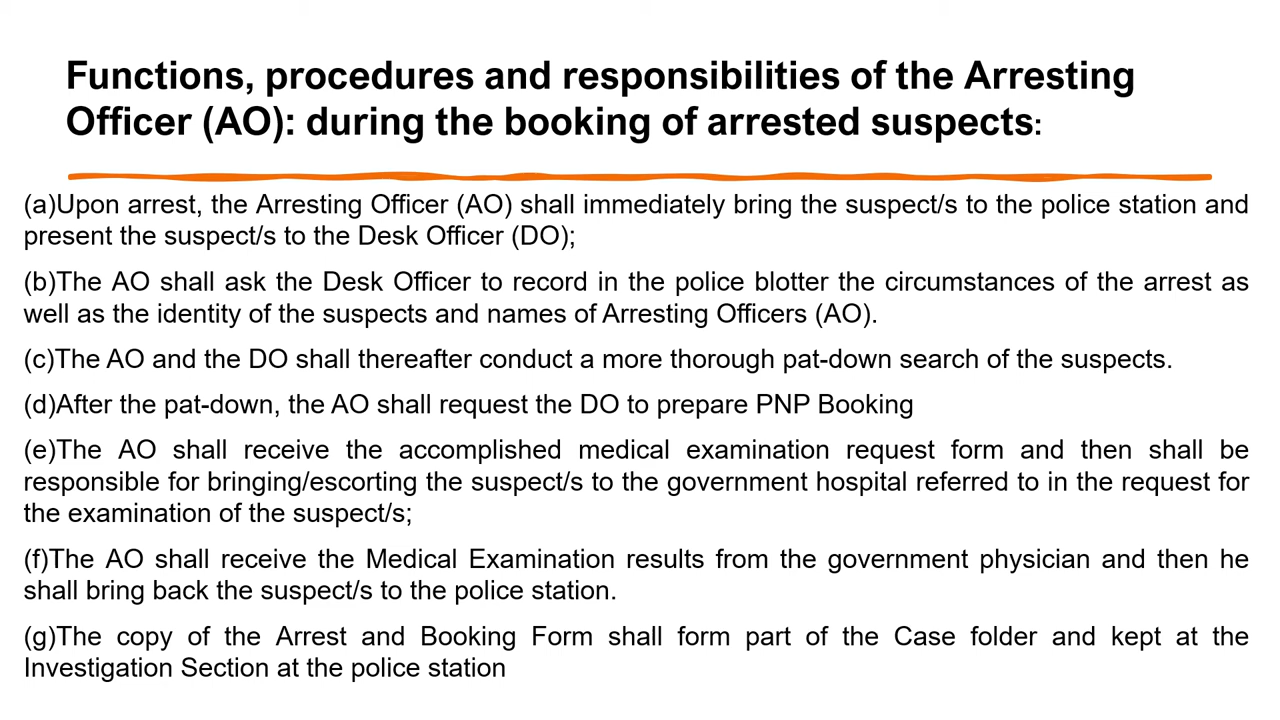 Functions, procedures and responsibilities of the Arresting
Officer (AO): during the booking of arrested suspects:
(a)Upon arrest, the Arresting Officer (AO) shall immediately bring the suspect/s to the police station and
present the suspect/s to the Desk Officer (DO);
(b)The AO shall ask the Desk Officer to record in the police blotter the circumstances of the arrest as
well as the identity of the suspects and names of Arresting Officers (AO).
(c)The AO and the DO shall thereafter conduct a more thorough pat-down search of the suspects.
(d)After the pat-down, the AO shall request the DO to prepare PNP Booking
(e)The AO shall receive the accomplished medical examination request form and then shall be
responsible for bringing/escorting the suspect/s to the government hospital referred to in the request for
the examination of the suspect/s;
(f)The AO shall receive the Medical Examination results from the government physician and then he
shall bring back the suspect/s to the police station.
(g)The copy of the Arrest and Booking Form shall form part of the Case folder and kept at the
Investigation Section at the police station